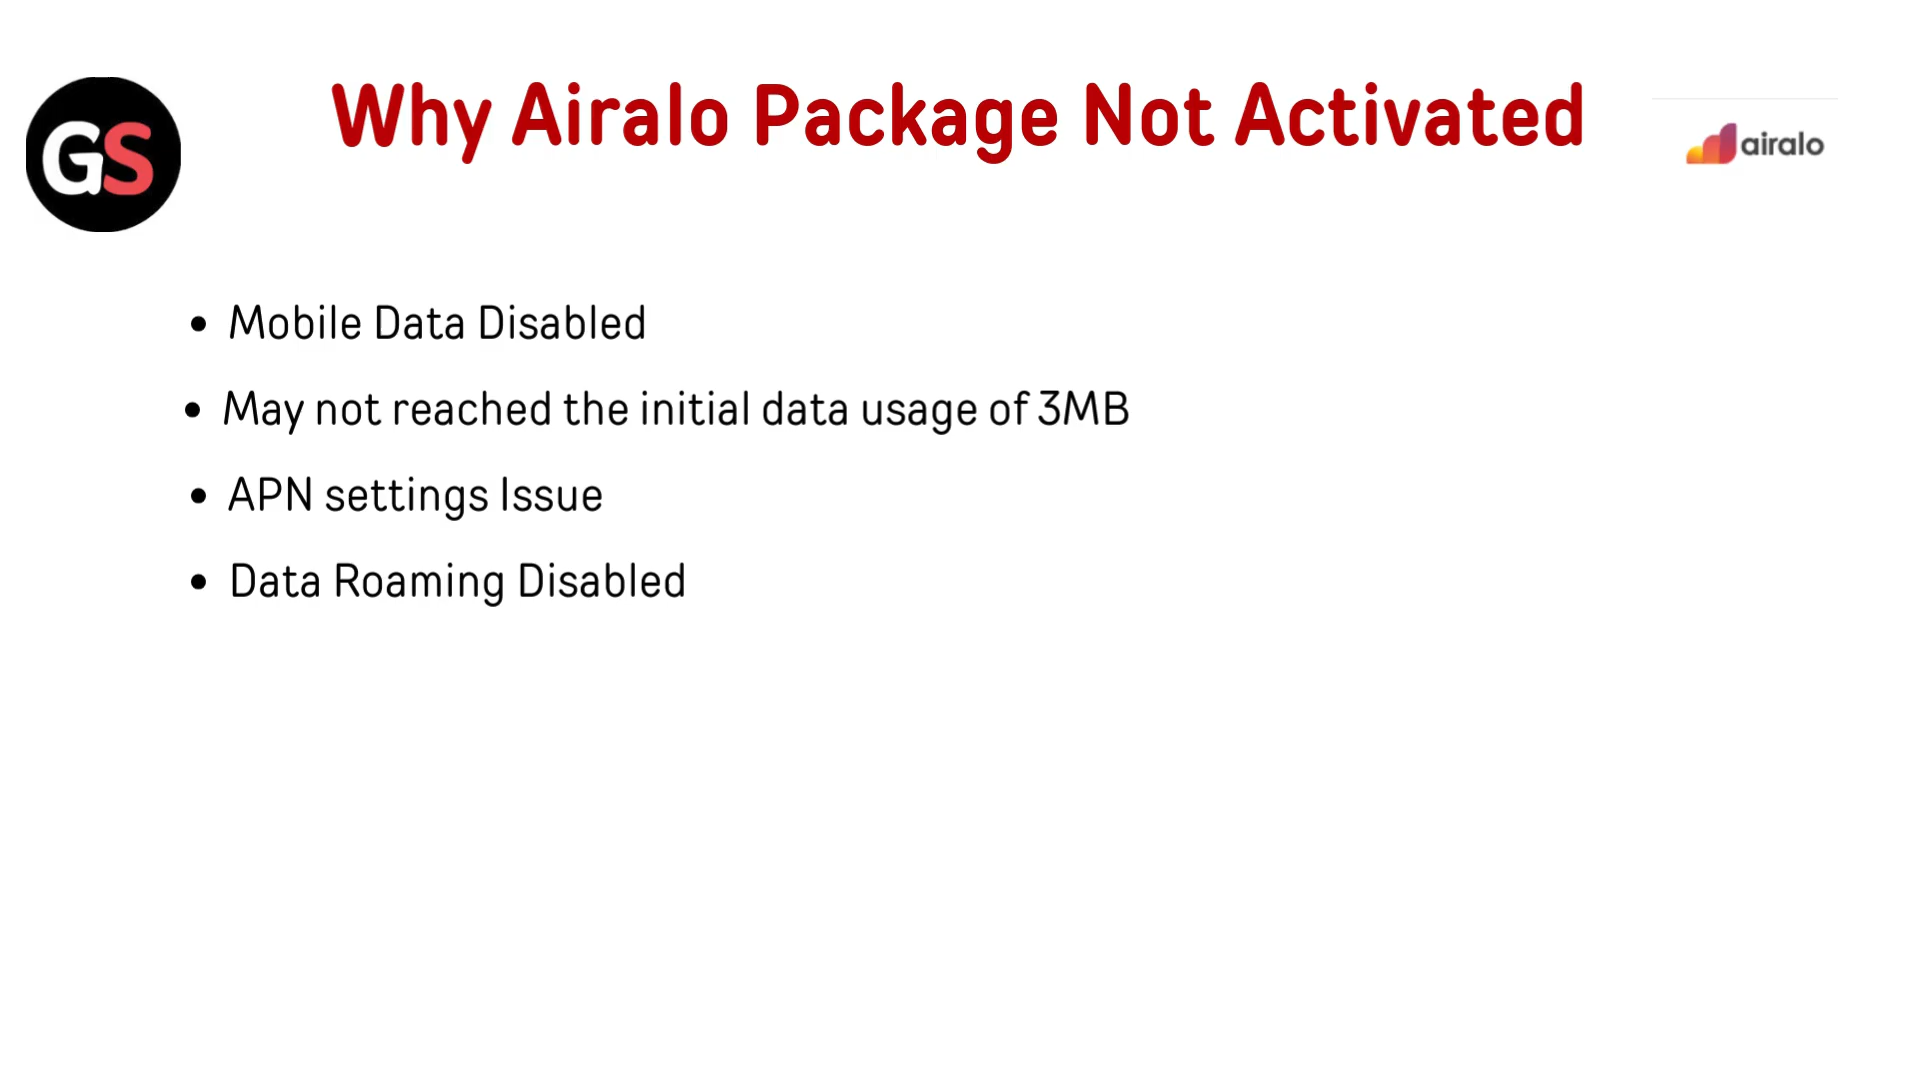 GS
Why Airalo Package Not Activated
airalo
• Mobile Data Disabled
• May not reached the initial data usage of 3MB
• APN settings Issue
• Data Roaming Disabled